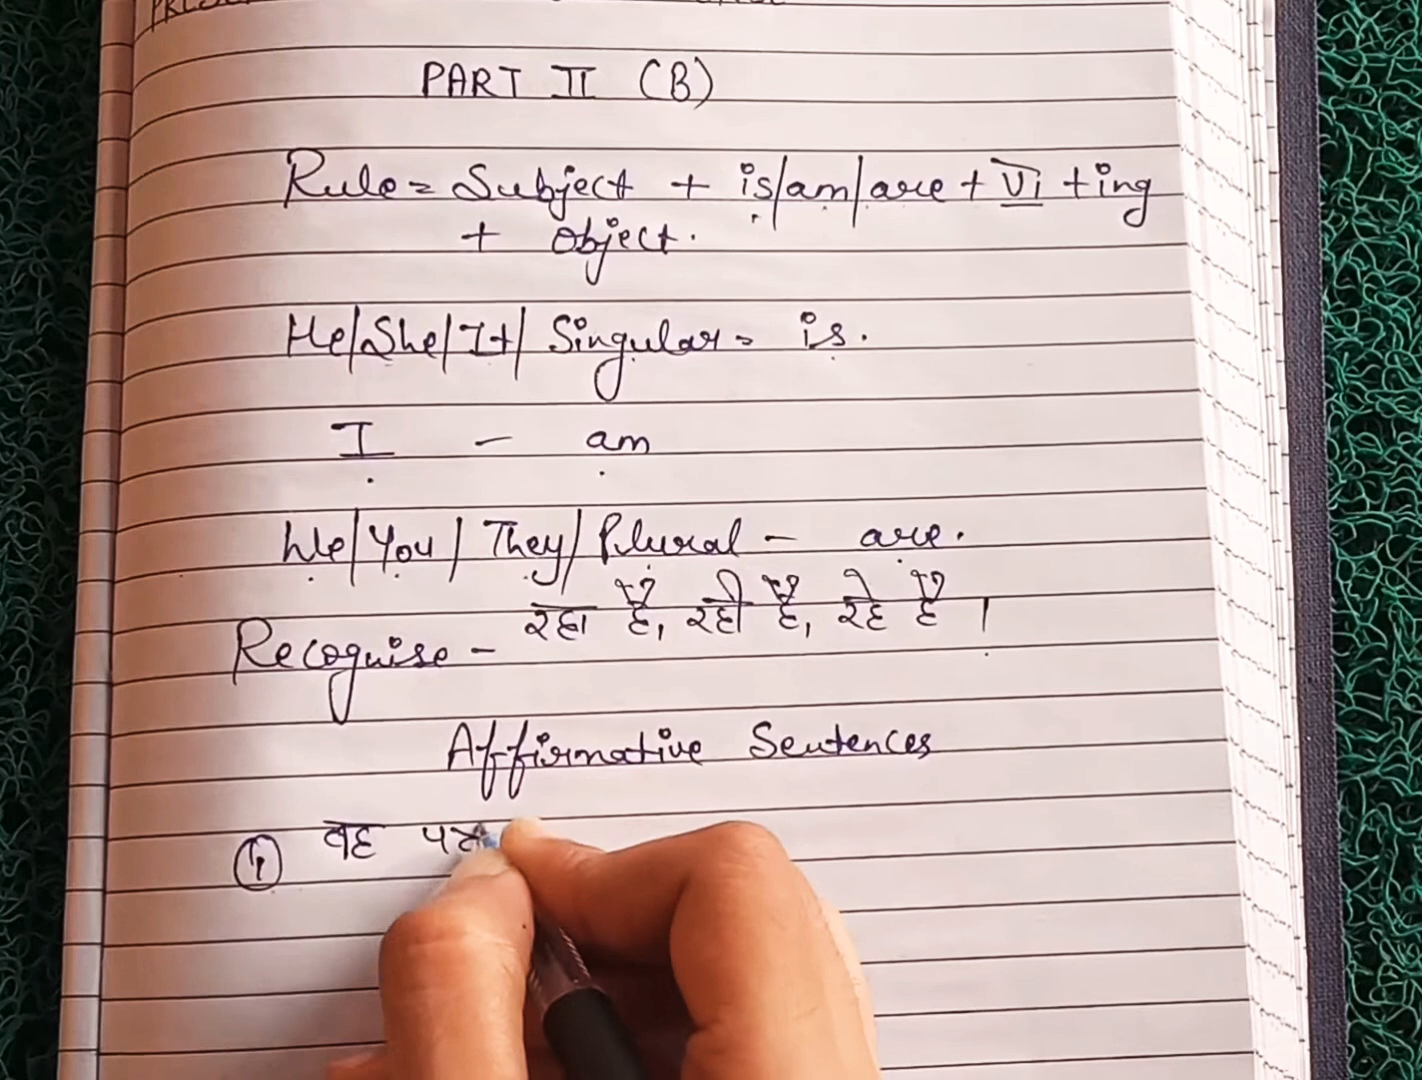 PART II (B)
Rule = Subject + is/am/are + V1 + ing
+ object.
He/She/It/ Singular = is.
I - am
We/You/They/Plural - are.
Recognise - रहा है, रही है, रहे है ।
Affirmative Sentences
① वह